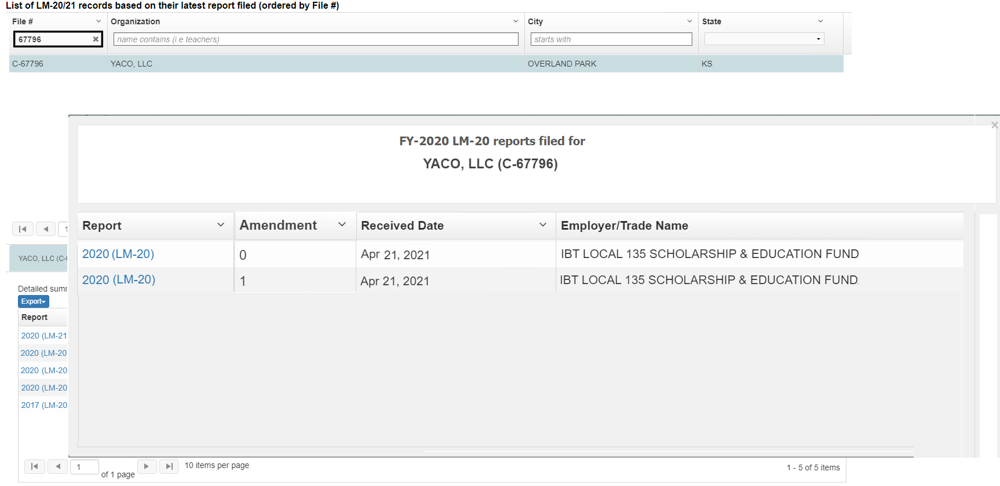 List of LM-20/21 records based on their latest report filed (ordered by File #)
File # Organization City State
67796 name contains (i.e teachers) starts with
C-67796 YACO, LLC OVERLAND PARK KS
FY-2020 LM-20 reports filed for
YACO, LLC (C-67796)
Report Amendment Received Date Employer/Trade Name
2020 (LM-20) 0 Apr 21, 2021 IBT LOCAL 135 SCHOLARSHIP & EDUCATION FUND
2020 (LM-20) 1 Apr 21, 2021 IBT LOCAL 135 SCHOLARSHIP & EDUCATION FUND
1
YACO, LLC (C-6
Detailed sum
Export
Report
2020 (LM-21
2020 (LM-20
2020 (LM-20
2020 (LM-20
2017 (LM-20
1 of 1 page 10 items per page 1 - 5 of 5 items